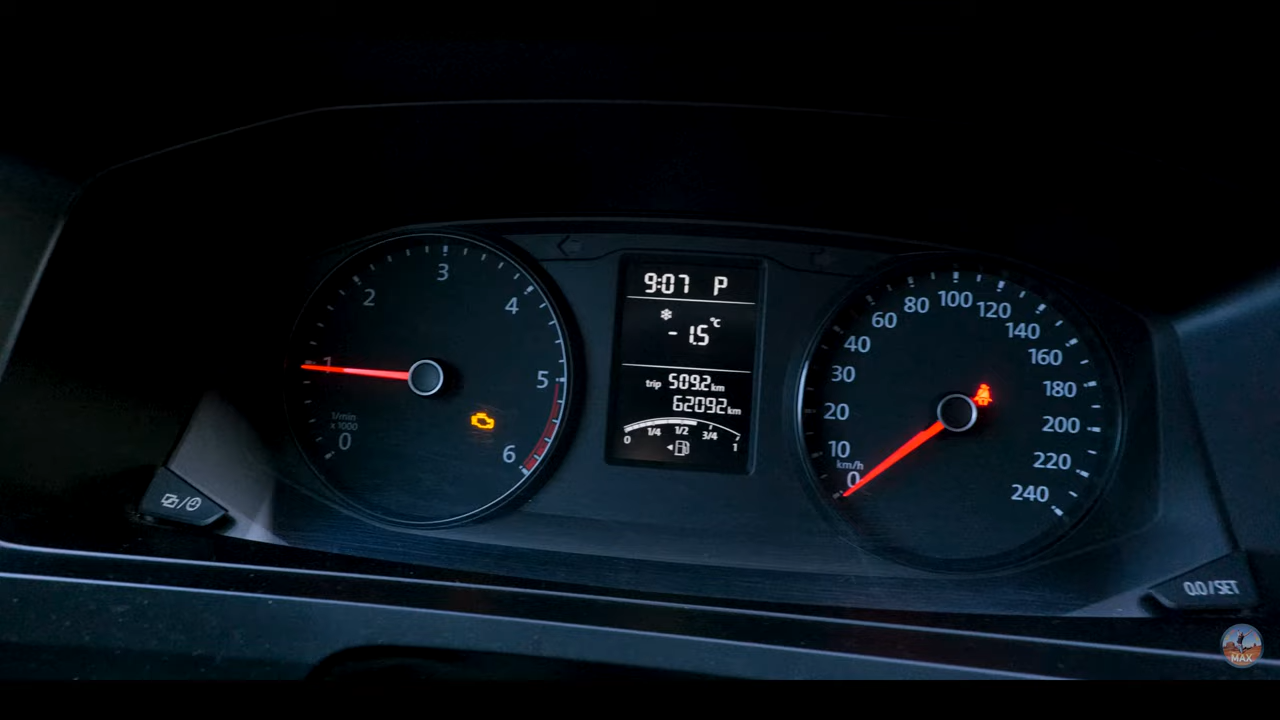 9:07 P
-1.5°C
trip 509.2 km
62092 km
0 1/4 1/2 3/4 1
0 1 2 3 4 5 6
1/min
x 1000
0 10 20 30 40 60 80 100 120 140 160 180 200 220 240
km/h
0.0/SET
MAX